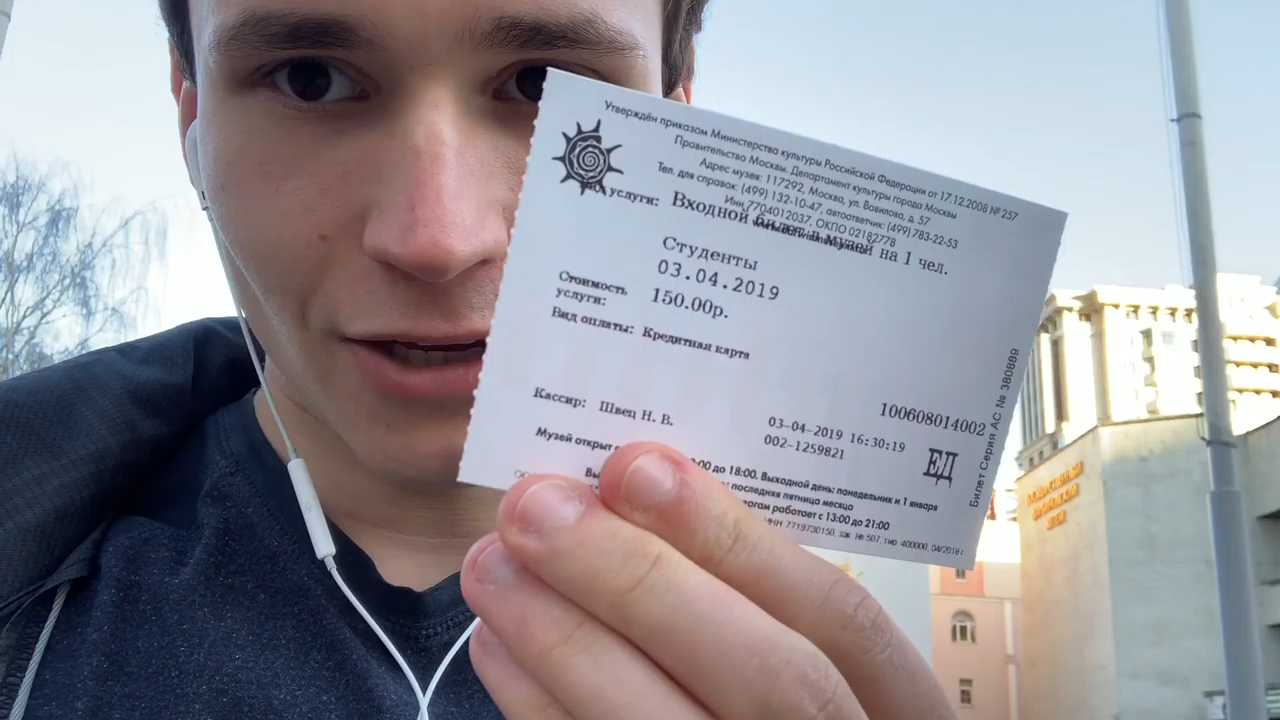 Утверждён приказом Министерства культуры Российской Федерации от 17.12.2008 № 257
Правительство Москвы. Департамент культуры города Москвы
Адрес музея: 117292, Москва, ул. Вавилова, д. 57
Тел. для справок: (499) 132-10-47, автоответчик: (499) 783-22-53
Инн 7704012037, ОКПО 02182778
услуги: Входной билет в музей на 1 чел.
Студенты
03.04.2019
Стоимость услуги: 150.00р.
Вид оплаты: Кредитная карта
100608014002
Кассир: Швец Н. В.
03-04-2019 16:30:19
002-1259821
ЕД
Билет Серия АС № 380689
Музей открыт до 18:00. Выходной день: понедельник и 1 января
последняя пятница месяца
работает с 13:00 до 21:00
ИНН 7719730150, зак. № 507, тир. 400000, 04/2018 г.